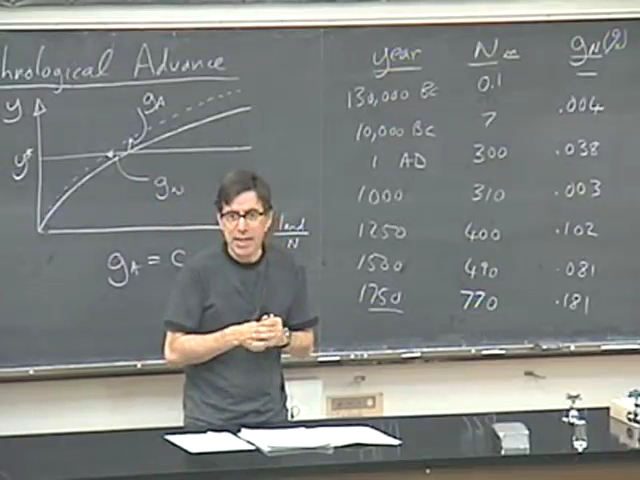 hnological Advance
y
gA
y*
gN
land
N
gA = c
year N m gN(%)
130,000 BC 0.1
.004
10,000 BC 7
.038
1 AD 300
.003
1000 310
.102
1250 400
.081
1500 490
.181
1750 770